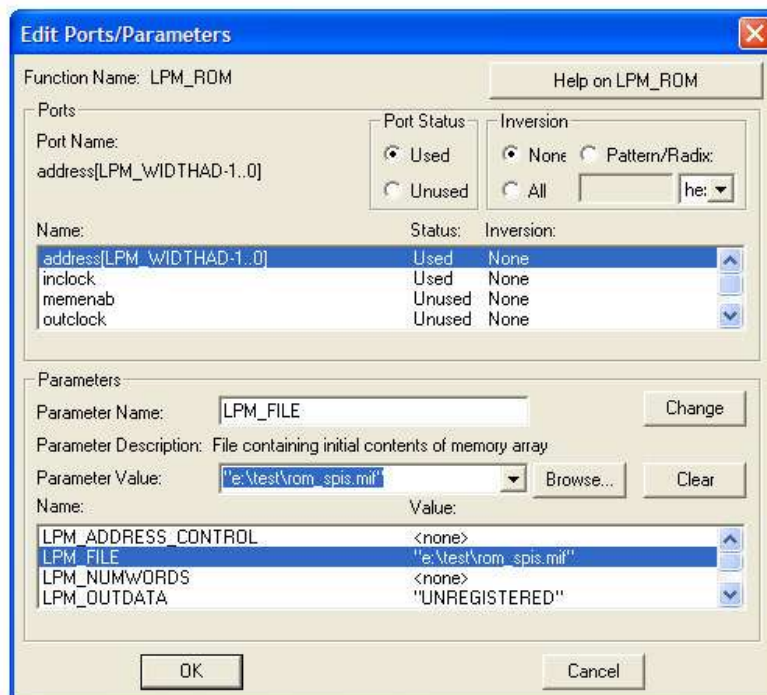 Edit Ports/Parameters
Function Name: LPM_ROM
Help on LPM_ROM
Ports
Port Name:
address[LPM_WIDTHAD-1..0]
Port Status
Used
Unused
Inversion
None Pattern/Radix:
All he:
Name: Status: Inversion:
address[LPM_WIDTHAD-1..0] Used None
inclock Used None
memenab Unused None
outclock Unused None
Parameters
Parameter Name: LPM_FILE Change
Parameter Description: File containing initial contents of memory array
Parameter Value: "e:\test\rom_spis.mif" Browse... Clear
Name: Value:
LPM_ADDRESS_CONTROL <none>
LPM_FILE "e:\test\rom_spis.mif"
LPM_NUMWORDS <none>
LPM_OUTDATA "UNREGISTERED"
OK Cancel